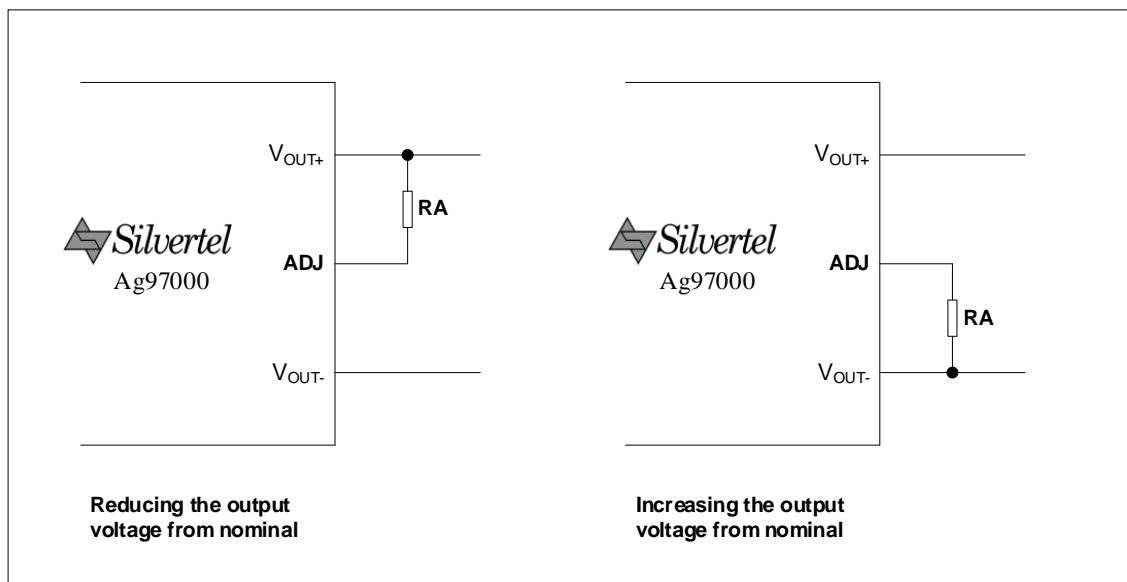 VOUT+
RA
Silvertel
ADJ
Ag97000
VOUT-
Reducing the output
voltage from nominal
VOUT+
Silvertel
ADJ
Ag97000
RA
VOUT-
Increasing the output
voltage from nominal